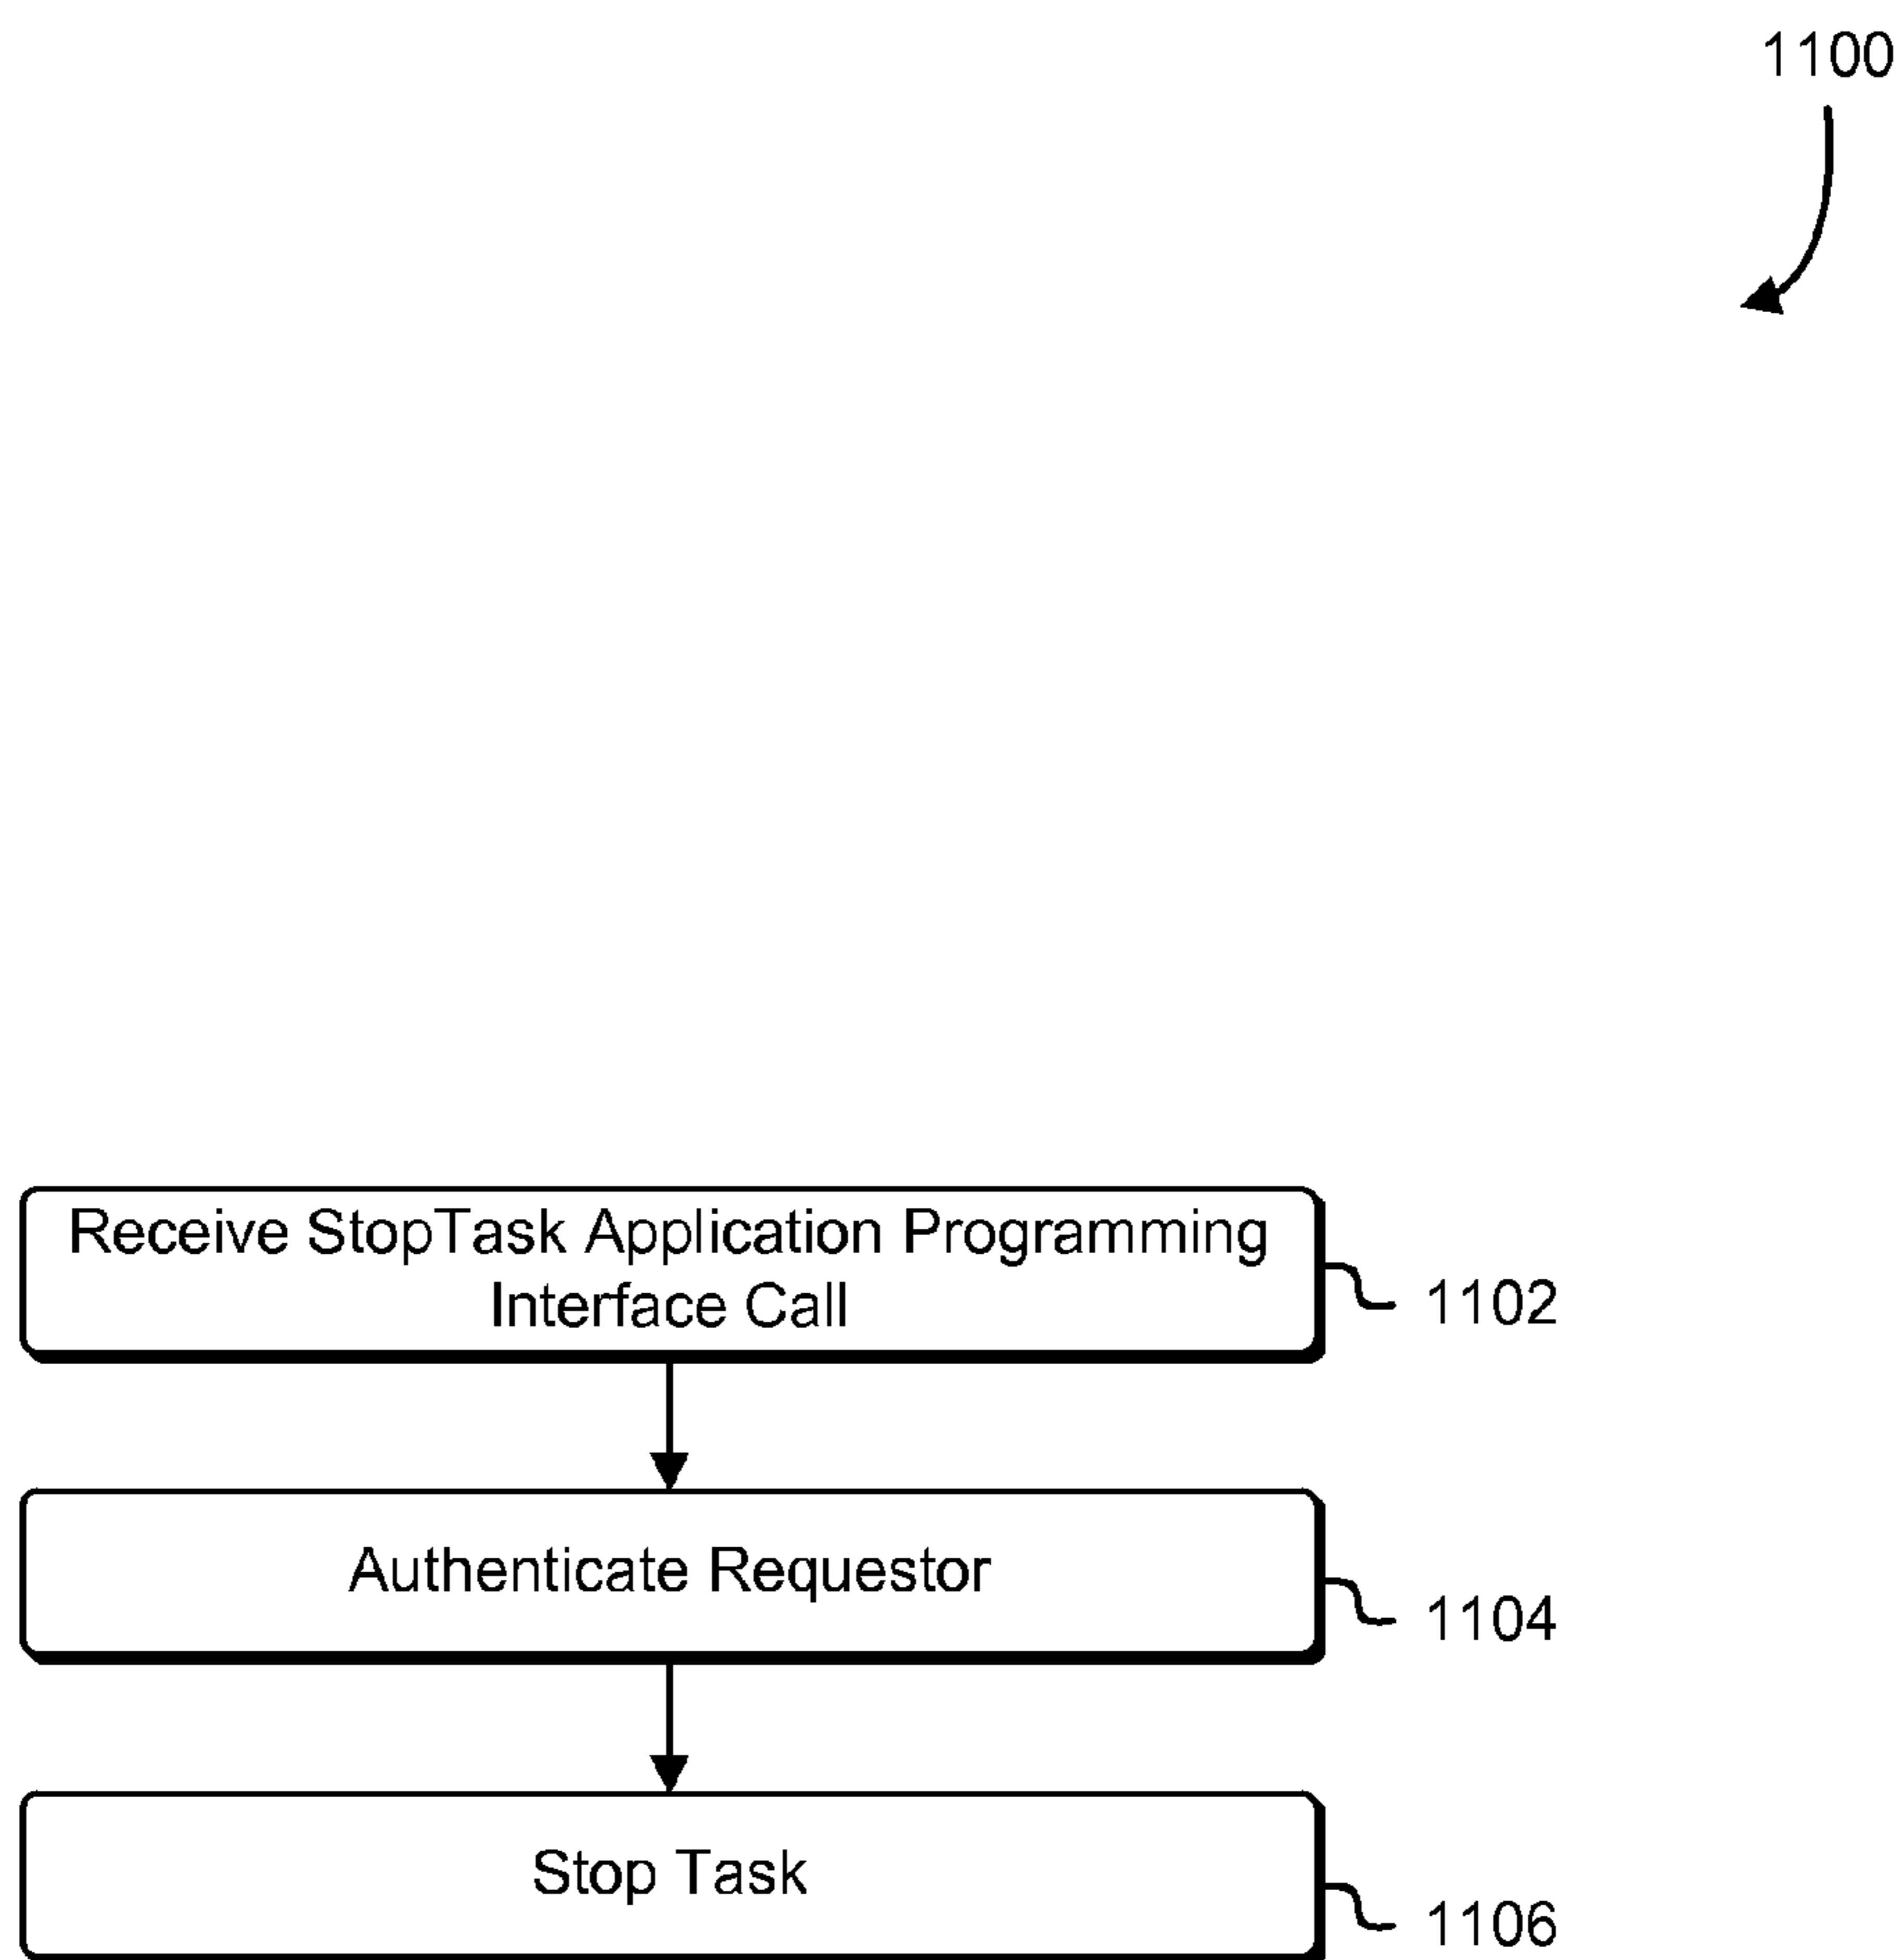 1100
Receive StopTask Application Programming
Interface Call
1102
Authenticate Requestor
1104
Stop Task
1106